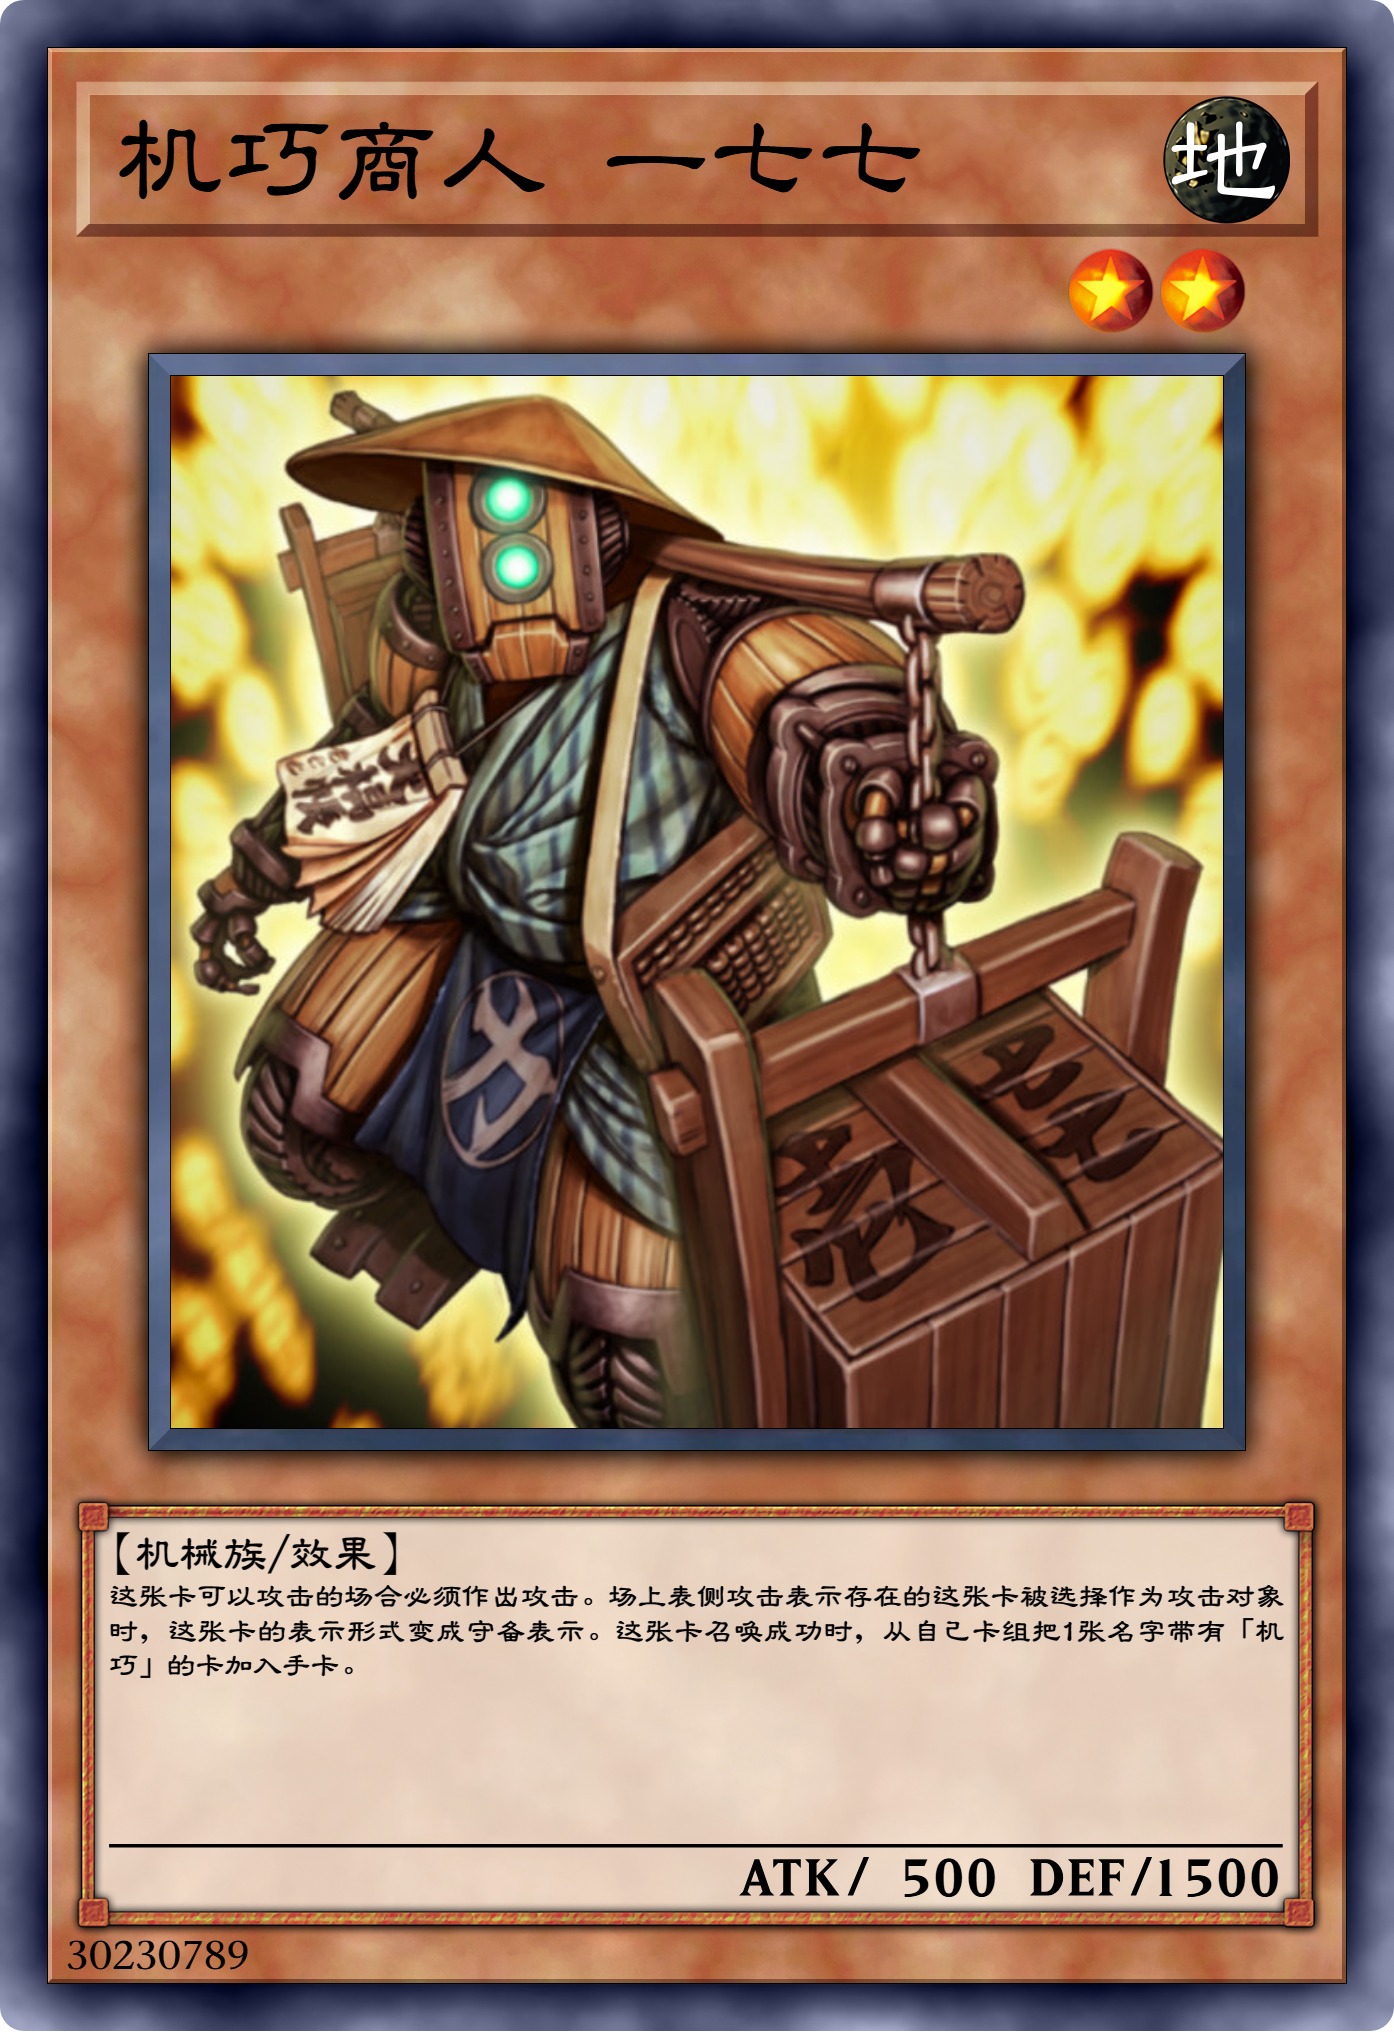 机巧商人 一七七
地
【机械族/效果】
这张卡可以攻击的场合必须作出攻击。场上表侧攻击表示存在的这张卡被选择作为攻击对象
时，这张卡的表示形式变成守备表示。这张卡召唤成功时，从自己卡组把1张名字带有「机
巧」的卡加入手卡。
ATK/ 500 DEF/1500
30230789